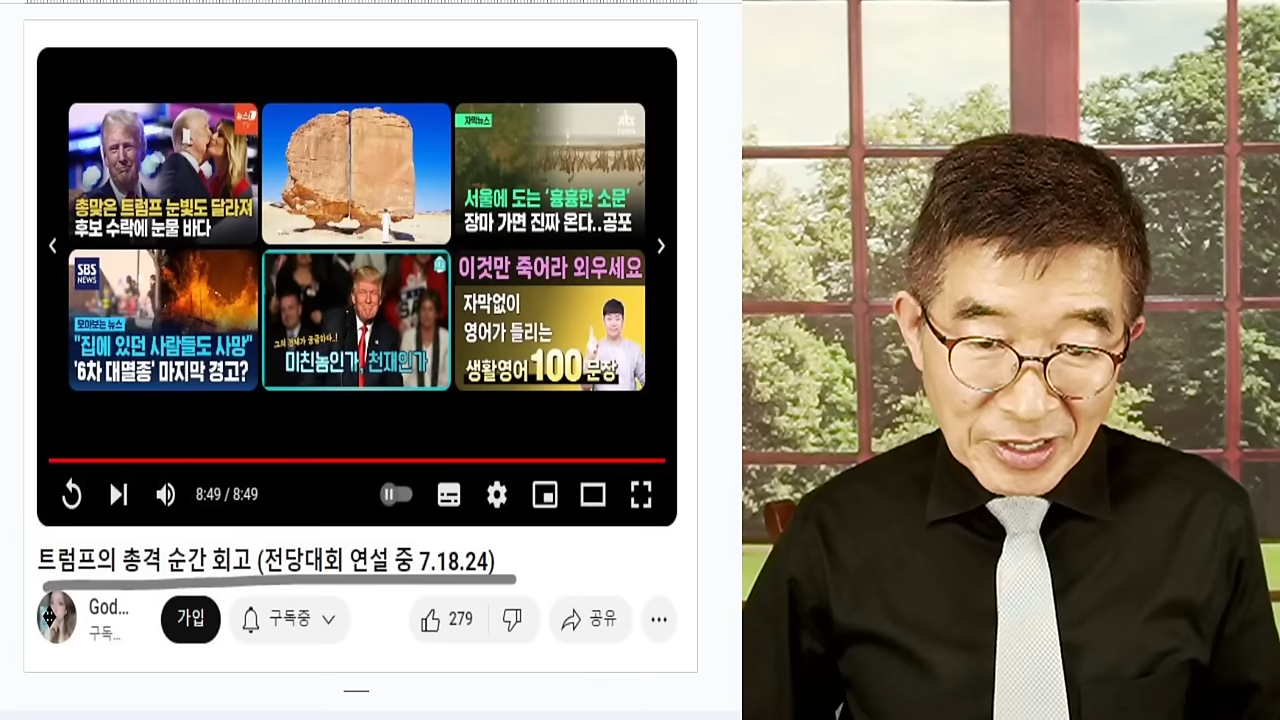 뉴스
총맞은 트럼프 눈빛도 달라져
후보 수락에 눈물 바다
자막뉴스
jtbc
서울에 도는 '흉흉한 소문'
장마 가면 진짜 온다..공포
SBS
NEWS
모아보는 뉴스
"집에 있던 사람들도 사망"
'6차 대멸종' 마지막 경고?
그의 정체가 궁금하다..!
미친놈인가, 천재인가
이것만 죽어라 외우세요
자막없이
영어가 들리는
생활영어 100 문장
8:49 / 8:49
트럼프의 총격 순간 회고 (전당대회 연설 중 7.18.24)
God...
구독...
가입
구독중
279
공유